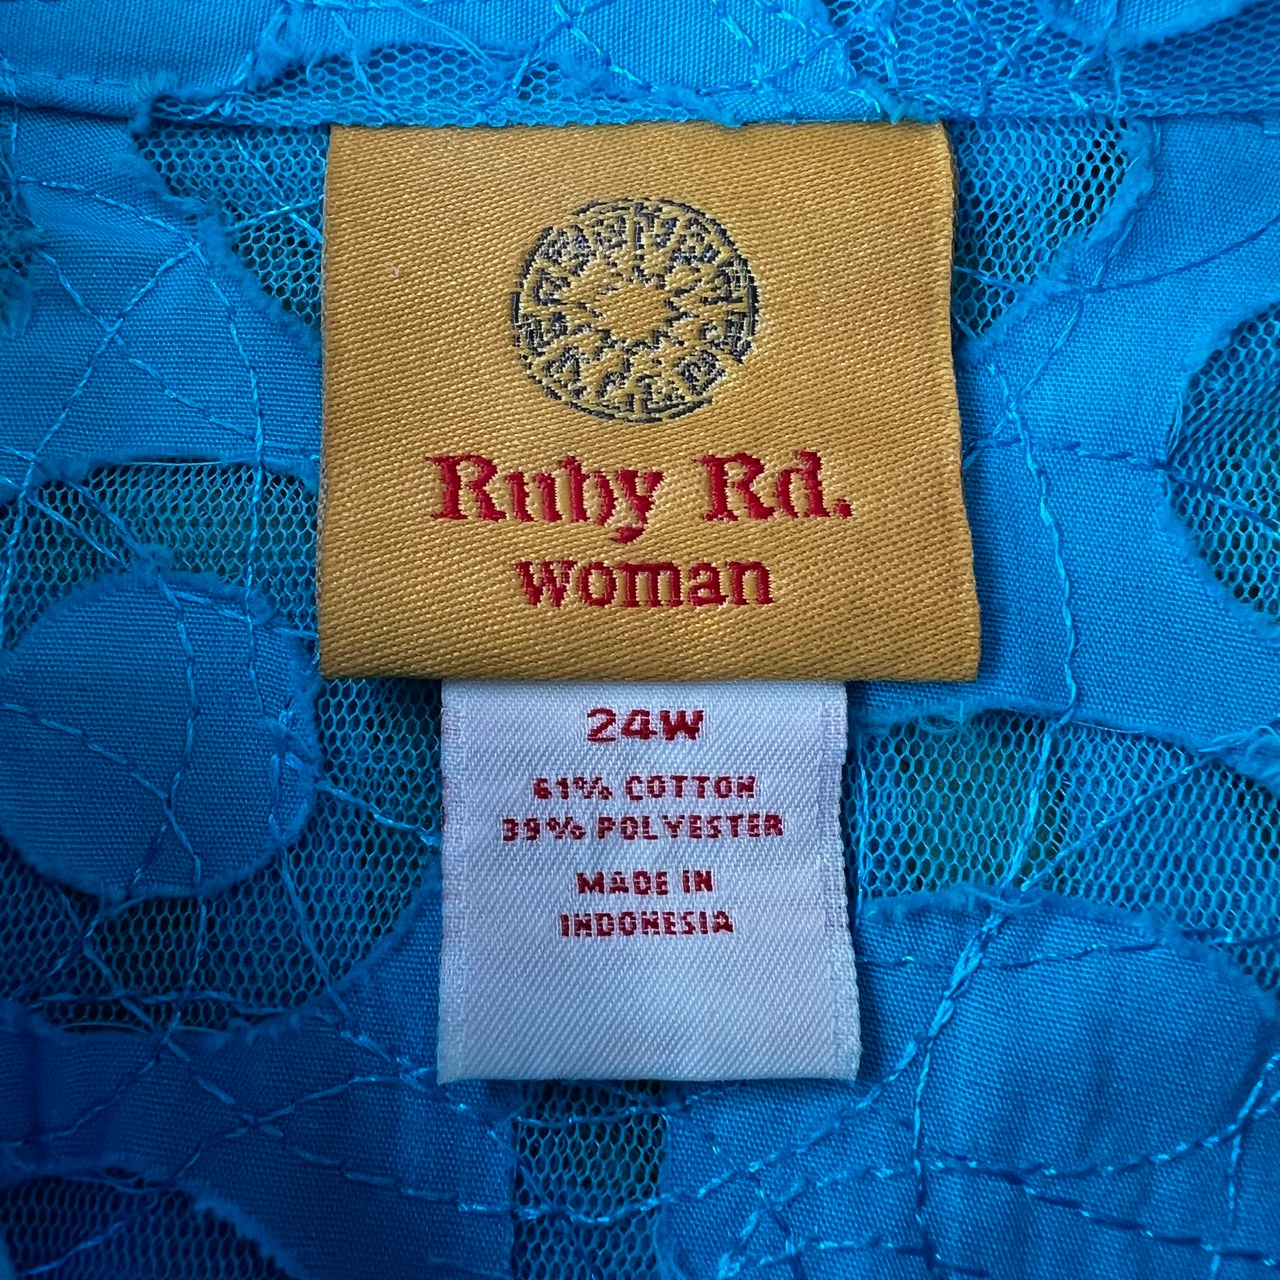 Ruby Rd.
woman
24W
61% COTTON
39% POLYESTER
MADE IN
INDONESIA